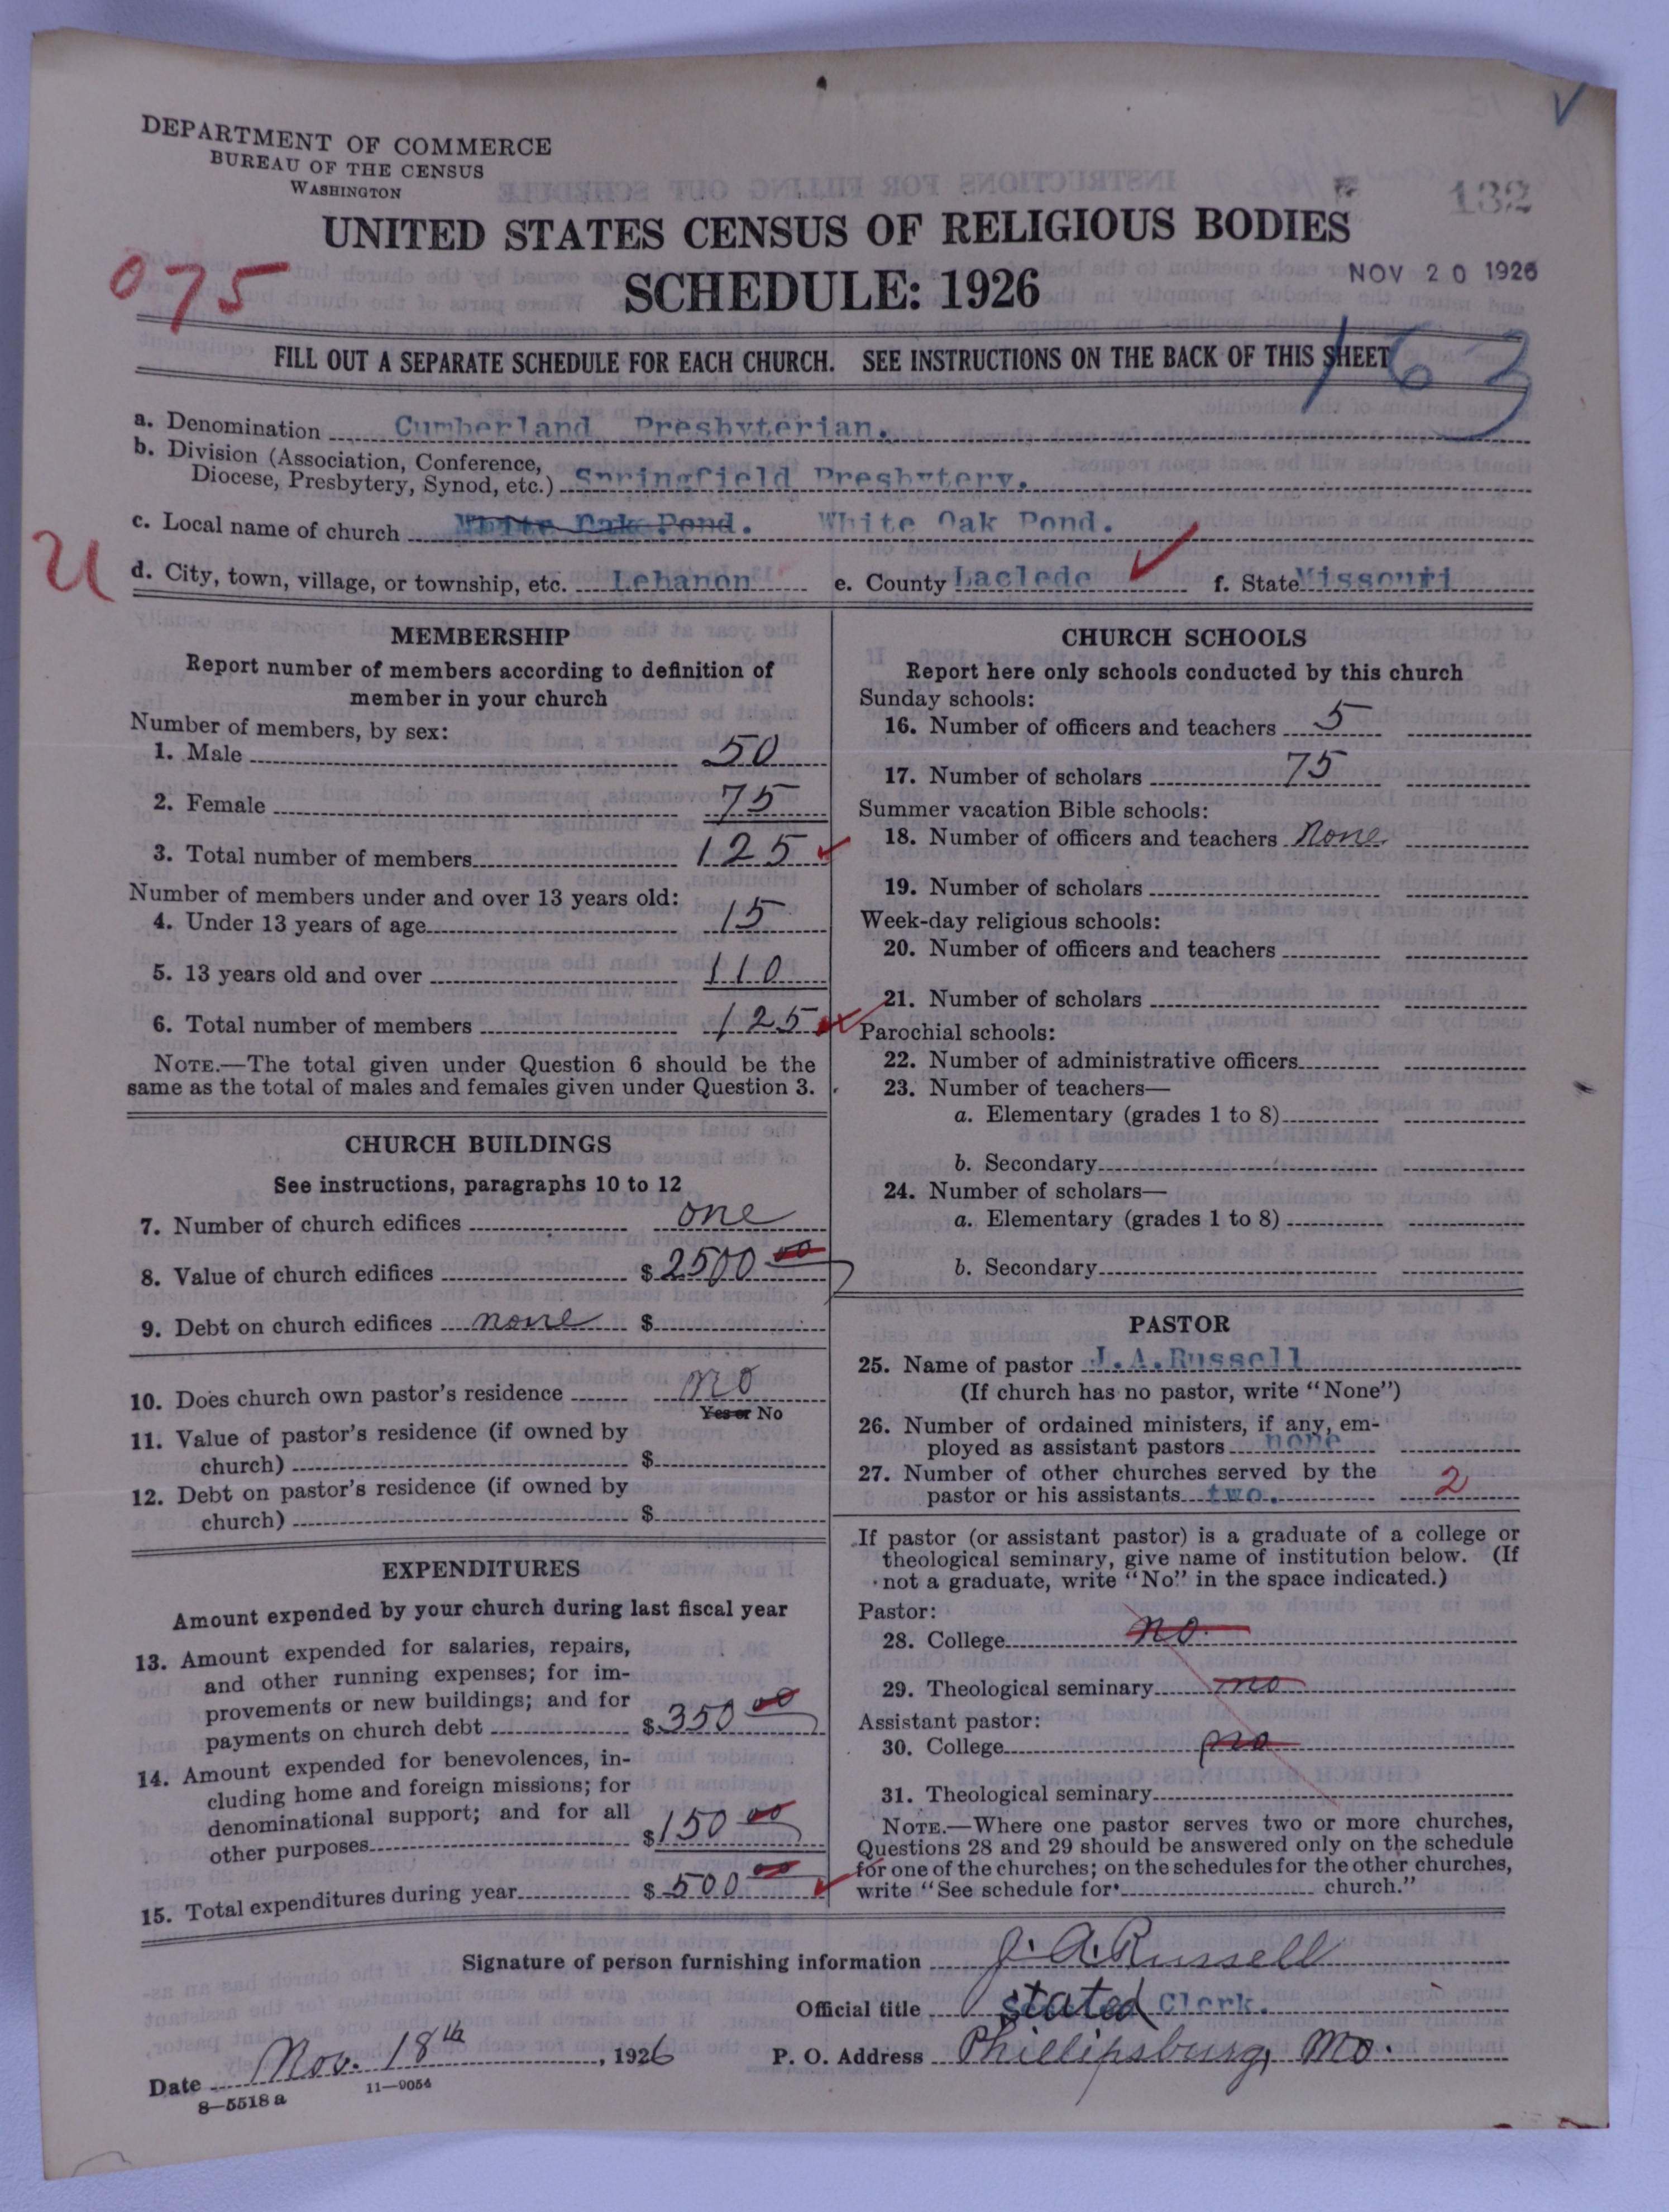 DEPARTMENT OF COMMERCE
BUREAU OF THE CENSUS
WASHINGTON
132
UNITED STATES CENSUS OF RELIGIOUS BODIES
075
SCHEDULE: 1926
NOV 20 1926
FILL OUT A SEPARATE SCHEDULE FOR EACH CHURCH. SEE INSTRUCTIONS ON THE BACK OF THIS SHEET
163
a. Denomination Cumberland Presbyterian.
b. Division (Association, Conference,
Diocese, Presbytery, Synod, etc.) Springfield Presbytery.
c. Local name of church White Oak Pond. White Oak Pond.
d. City, town, village, or township, etc. Lebanon e. County Laclede f. State Missouri
MEMBERSHIP
Report number of members according to definition of
member in your church
Number of members, by sex:
1. Male 50
2. Female 75
3. Total number of members 125
Number of members under and over 13 years old:
4. Under 13 years of age 15
5. 13 years old and over 110
6. Total number of members 125
NOTE.—The total given under Question 6 should be the
same as the total of males and females given under Question 3.
CHURCH BUILDINGS
See instructions, paragraphs 10 to 12
7. Number of church edifices one
8. Value of church edifices $2500 00
9. Debt on church edifices none $
10. Does church own pastor's residence no
Yes or No
11. Value of pastor's residence (if owned by
church) $
12. Debt on pastor's residence (if owned by
church) $
EXPENDITURES
Amount expended by your church during last fiscal year
13. Amount expended for salaries, repairs,
and other running expenses; for im-
provements or new buildings; and for
payments on church debt $350 00
14. Amount expended for benevolences, in-
cluding home and foreign missions; for
denominational support; and for all
other purposes $150 00
15. Total expenditures during year $500 00
CHURCH SCHOOLS
Report here only schools conducted by this church
Sunday schools:
16. Number of officers and teachers 5
17. Number of scholars 75
Summer vacation Bible schools:
18. Number of officers and teachers None.
19. Number of scholars
Week-day religious schools:
20. Number of officers and teachers
21. Number of scholars
Parochial schools:
22. Number of administrative officers
23. Number of teachers—
a. Elementary (grades 1 to 8)
b. Secondary
24. Number of scholars—
a. Elementary (grades 1 to 8)
b. Secondary
PASTOR
25. Name of pastor J.A.Russell
(If church has no pastor, write "None")
26. Number of ordained ministers, if any, em-
ployed as assistant pastors none
27. Number of other churches served by the
pastor or his assistants two. 2
If pastor (or assistant pastor) is a graduate of a college or
theological seminary, give name of institution below. (If
not a graduate, write "No" in the space indicated.)
Pastor:
28. College no.
29. Theological seminary no
Assistant pastor:
30. College no
31. Theological seminary
NOTE.—Where one pastor serves two or more churches,
Questions 28 and 29 should be answered only on the schedule
for one of the churches; on the schedules for the other churches,
write "See schedule for church."
Signature of person furnishing information J. A. Russell
Official title Stated Clerk.
Date Nov. 18th, 1926 P. O. Address Phillipsburg, Mo.
8—5518 a 11—9054